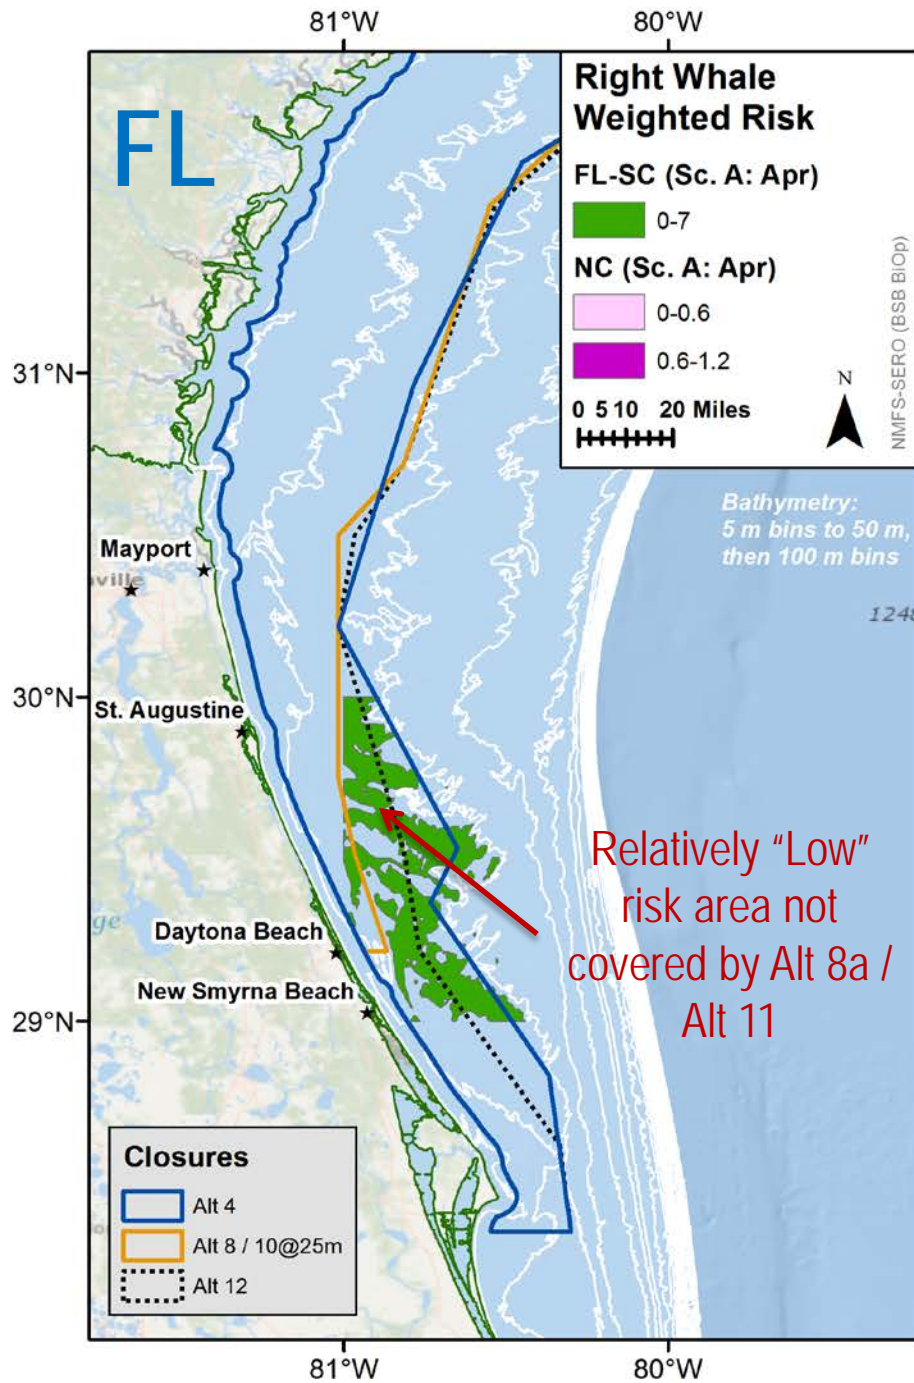 81°W
80°W
FL
Right Whale
Weighted Risk
FL-SC (Sc. A: Apr)
0-7
NC (Sc. A: Apr)
0-0.6
0.6-1.2
0 5 10 20 Miles
N
NMFS-SERO (BSB BiOp)
31°N
Bathymetry:
5 m bins to 50 m,
then 100 m bins
Mayport
ville
1248
30°N
St. Augustine
Relatively “Low”
risk area not
covered by Alt 8a /
Alt 11
ge
Daytona Beach
New Smyrna Beach
29°N
Closures
Alt 4
Alt 8 / 10@25m
Alt 12
81°W
80°W